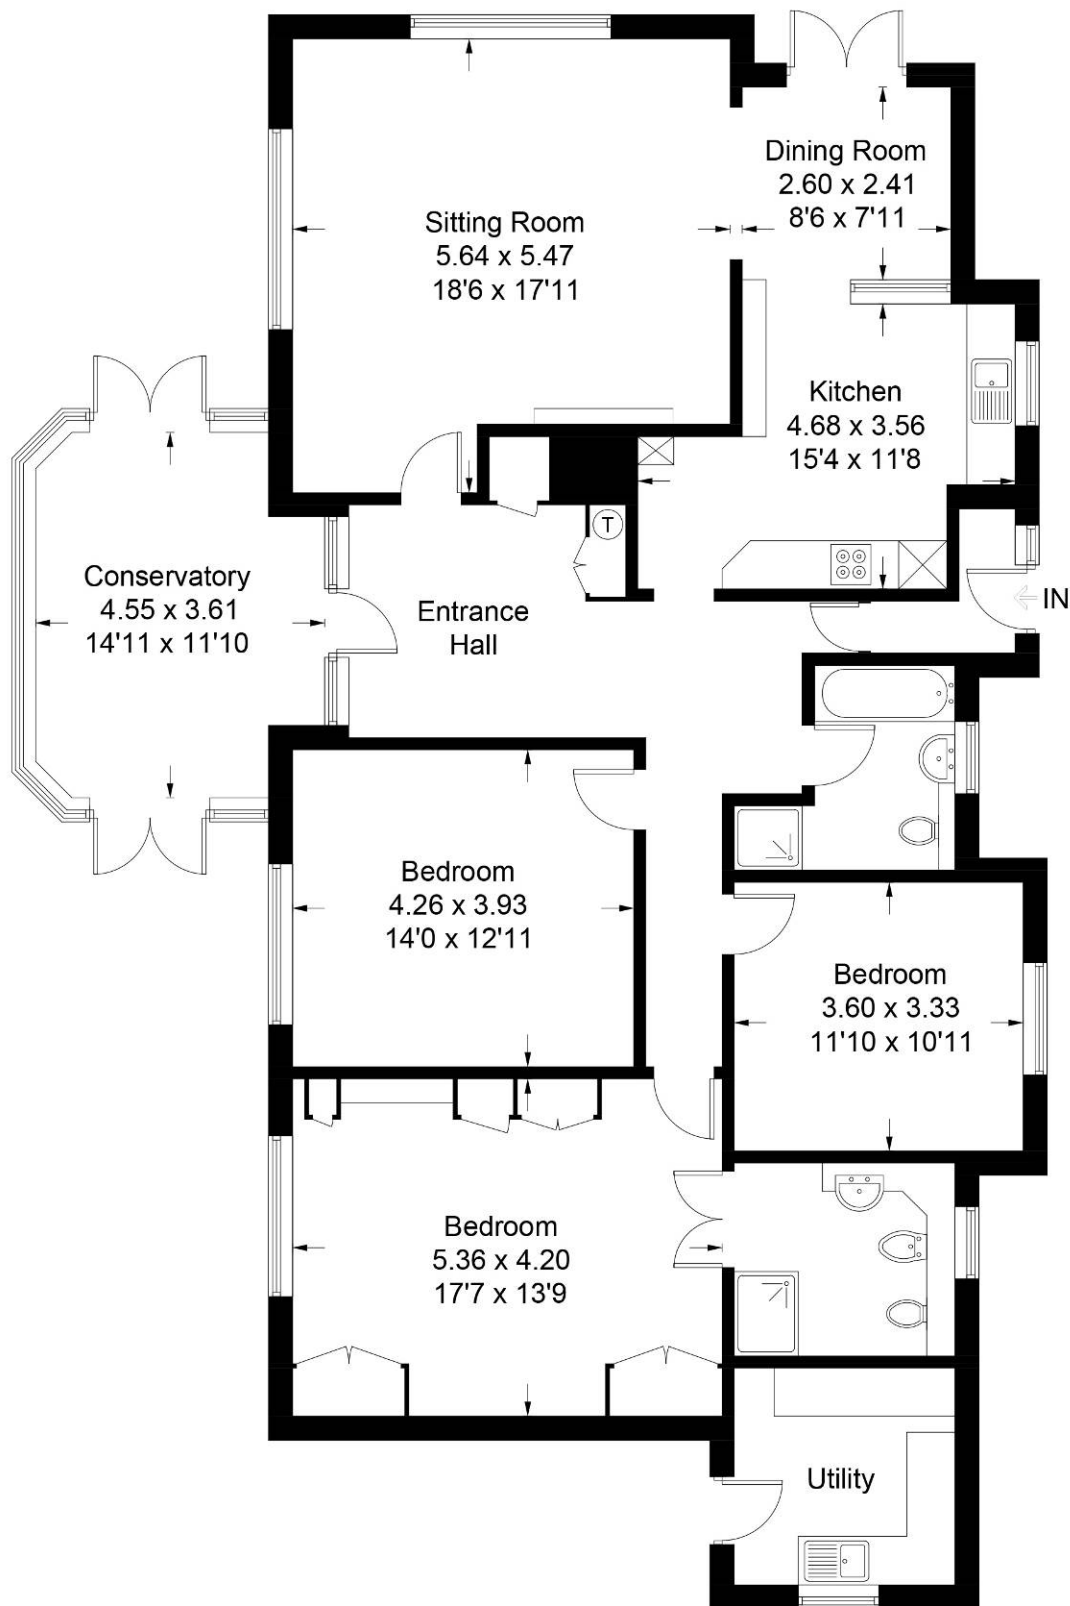 Dining Room
2.60 x 2.41
8'6 x 7'11
Sitting Room
5.64 x 5.47
18'6 x 17'11
Kitchen
4.68 x 3.56
15'4 x 11'8
T
Conservatory
4.55 x 3.61
14'11 x 11'10
Entrance
Hall
IN
Bedroom
4.26 x 3.93
14'0 x 12'11
Bedroom
3.60 x 3.33
11'10 x 10'11
Bedroom
5.36 x 4.20
17'7 x 13'9
Utility